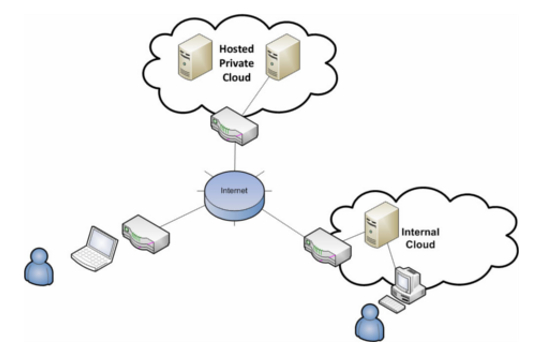 Hosted
Private
Cloud
Internet
Internal
Cloud